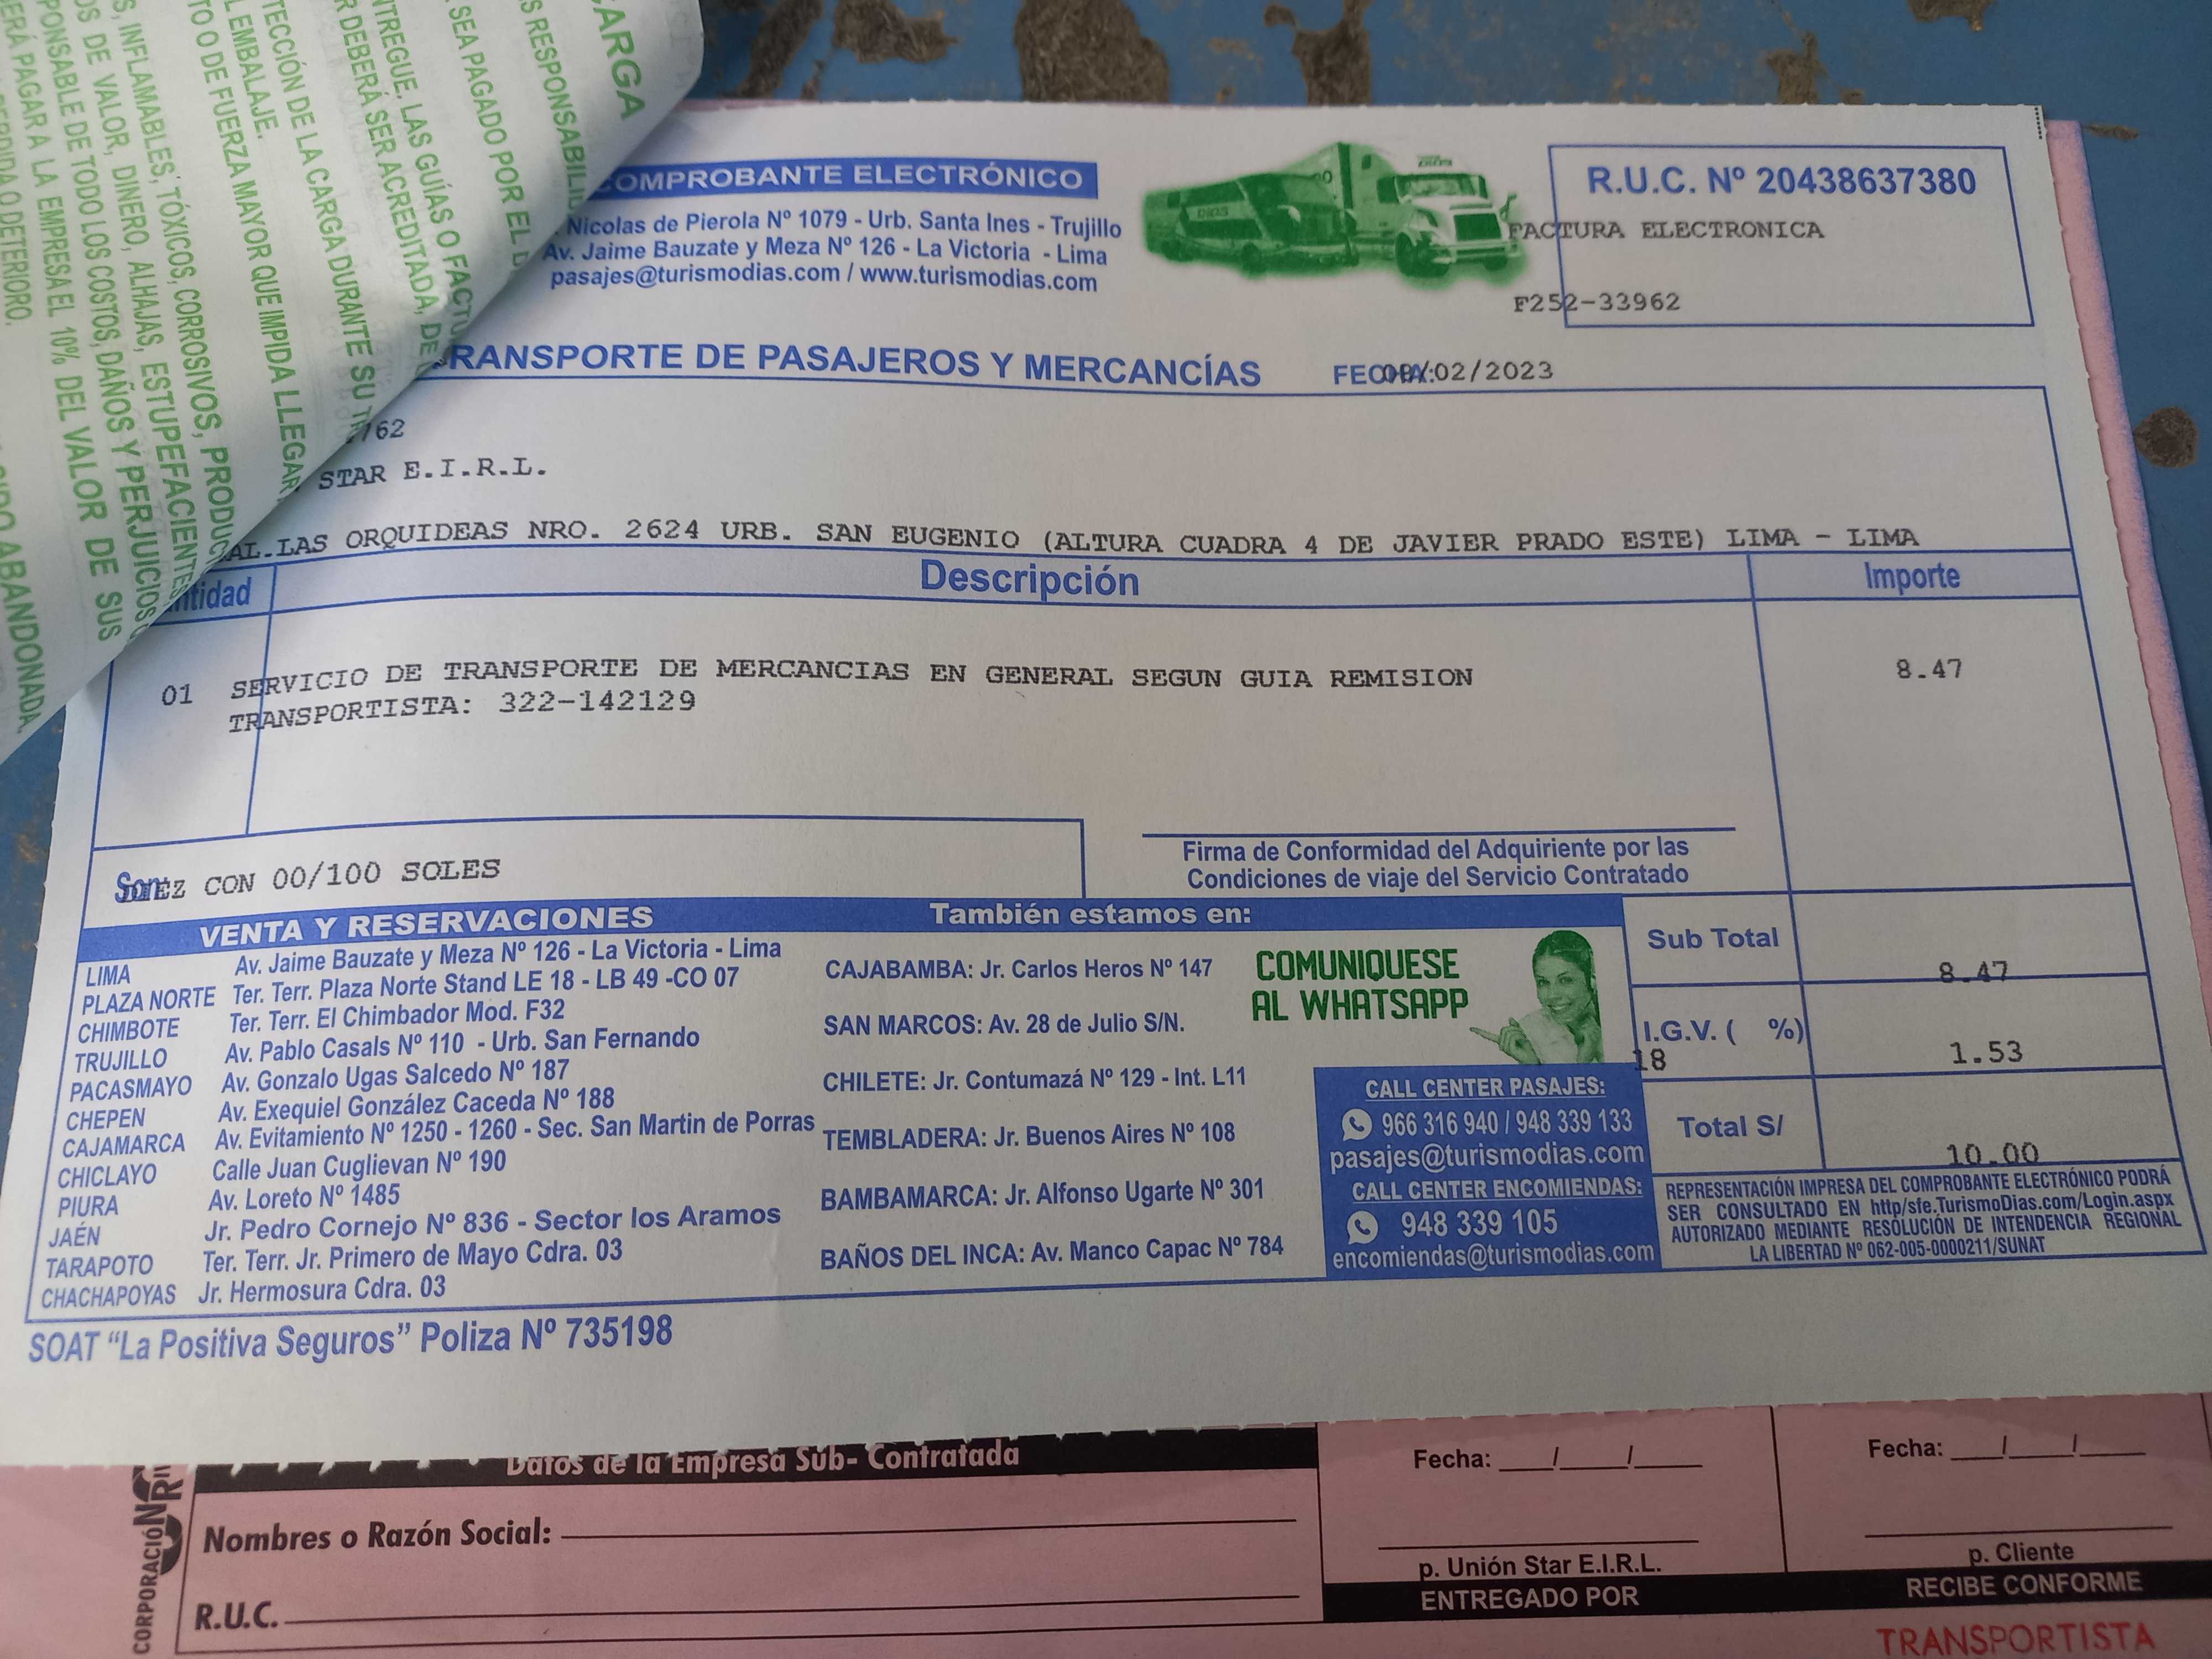 CARGA
S RESPONSABILI
SEA PAGADO POR EL D
NTREGUE, LAS GUÍAS O FACTU
R DEBERÁ SER ACREDITADA, DE
TECCIÓN DE LA CARGA DURANTE SU TR
L EMBALAJE.
TO O DE FUERZA MAYOR QUE IMPIDA LLEGAR
S, INFLAMABLES, TÓXICOS, CORROSIVOS, PRODUC
OS DE VALOR, DINERO, ALHAJAS, ESTUPEFACIENTES
PONSABLE DE TODO LOS COSTOS, DAÑOS Y PERJUICIOS
ERÁ PAGAR A LA EMPRESA EL 10% DEL VALOR DE SUS
PERDIDA O DETERIORO.
SIDO ABANDONADA.
COMPROBANTE ELECTRÓNICO
Nicolas de Pierola Nº 1079 - Urb. Santa Ines - Trujillo
Av. Jaime Bauzate y Meza Nº 126 - La Victoria - Lima
pasajes@turismodias.com / www.turismodias.com
R.U.C. Nº 20438637380
FACTURA ELECTRONICA
F252-33962
RANSPORTE DE PASAJEROS Y MERCANCÍAS
FECHA: /02/2023
762
STAR E.I.R.L.
AL.LAS ORQUIDEAS NRO. 2624 URB. SAN EUGENIO (ALTURA CUADRA 4 DE JAVIER PRADO ESTE) LIMA - LIMA
ntidad Descripción Importe
01 SERVICIO DE TRANSPORTE DE MERCANCIAS EN GENERAL SEGUN GUIA REMISION 8.47
TRANSPORTISTA: 322-142129
Son: DIEZ CON 00/100 SOLES
Firma de Conformidad del Adquiriente por las
Condiciones de viaje del Servicio Contratado
VENTA Y RESERVACIONES
LIMA Av. Jaime Bauzate y Meza Nº 126 - La Victoria - Lima
PLAZA NORTE Ter. Terr. Plaza Norte Stand LE 18 - LB 49 -CO 07
CHIMBOTE Ter. Terr. El Chimbador Mod. F32
TRUJILLO Av. Pablo Casals Nº 110 - Urb. San Fernando
PACASMAYO Av. Gonzalo Ugas Salcedo Nº 187
CHEPEN Av. Exequiel González Caceda Nº 188
CAJAMARCA Av. Evitamiento Nº 1250 - 1260 - Sec. San Martin de Porras
CHICLAYO Calle Juan Cuglievan Nº 190
PIURA Av. Loreto Nº 1485
JAÉN Jr. Pedro Cornejo Nº 836 - Sector los Aramos
TARAPOTO Ter. Terr. Jr. Primero de Mayo Cdra. 03
CHACHAPOYAS Jr. Hermosura Cdra. 03
También estamos en:
CAJABAMBA: Jr. Carlos Heros Nº 147
SAN MARCOS: Av. 28 de Julio S/N.
CHILETE: Jr. Contumazá Nº 129 - Int. L11
TEMBLADERA: Jr. Buenos Aires Nº 108
BAMBAMARCA: Jr. Alfonso Ugarte Nº 301
BAÑOS DEL INCA: Av. Manco Capac Nº 784
COMUNIQUESE
AL WHATSAPP
CALL CENTER PASAJES:
966 316 940 / 948 339 133
pasajes@turismodias.com
CALL CENTER ENCOMIENDAS:
948 339 105
encomiendas@turismodias.com
Sub Total 8.47
I.G.V. ( %) 18 1.53
Total S/ 10.00
REPRESENTACIÓN IMPRESA DEL COMPROBANTE ELECTRÓNICO PODRÁ
SER CONSULTADO EN http/sfe.TurismoDias.com/Login.aspx
AUTORIZADO MEDIANTE RESOLUCIÓN DE INTENDENCIA REGIONAL
LA LIBERTAD Nº 062-005-0000211/SUNAT
SOAT “La Positiva Seguros” Poliza Nº 735198
CORPORACIÓN
Datos de la Empresa Sub- Contratada
Nombres o Razón Social:
R.U.C.
Fecha: / /
p. Unión Star E.I.R.L.
ENTREGADO POR
Fecha: / /
p. Cliente
RECIBE CONFORME
TRANSPORTISTA